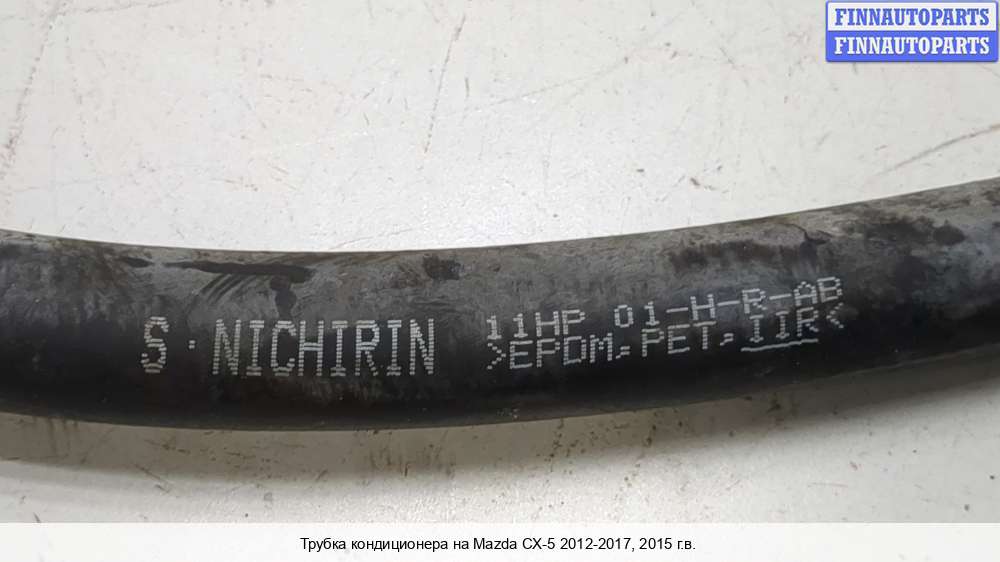 FINNAUTOPARTS
FINNAUTOPARTS
S · NICHIRIN
11HP 01-H-R-AB
>EPDM, PET, IIR<
Трубка кондиционера на Mazda CX-5 2012-2017, 2015 г.в.